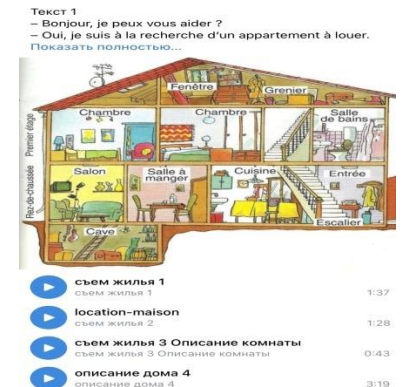 Текст 1
– Bonjour, je peux vous aider ?
– Oui, je suis à la recherche d'un appartement à louer.
Показать полностью...
Fenêtre
Grenier
Chambre
Chambre
Salle de bains
Premier étage
Salon
Salle à manger
Cuisine
Entrée
Rez-de-chaussée
Escalier
Cave
съем жилья 1
съем жилья 1
1:37
location-maison
съем жилья 2
1:28
съем жилья 3 Описание комнаты
съем жилья 3 Описание комнаты
0:43
описание дома 4
описание дома 4
3:19